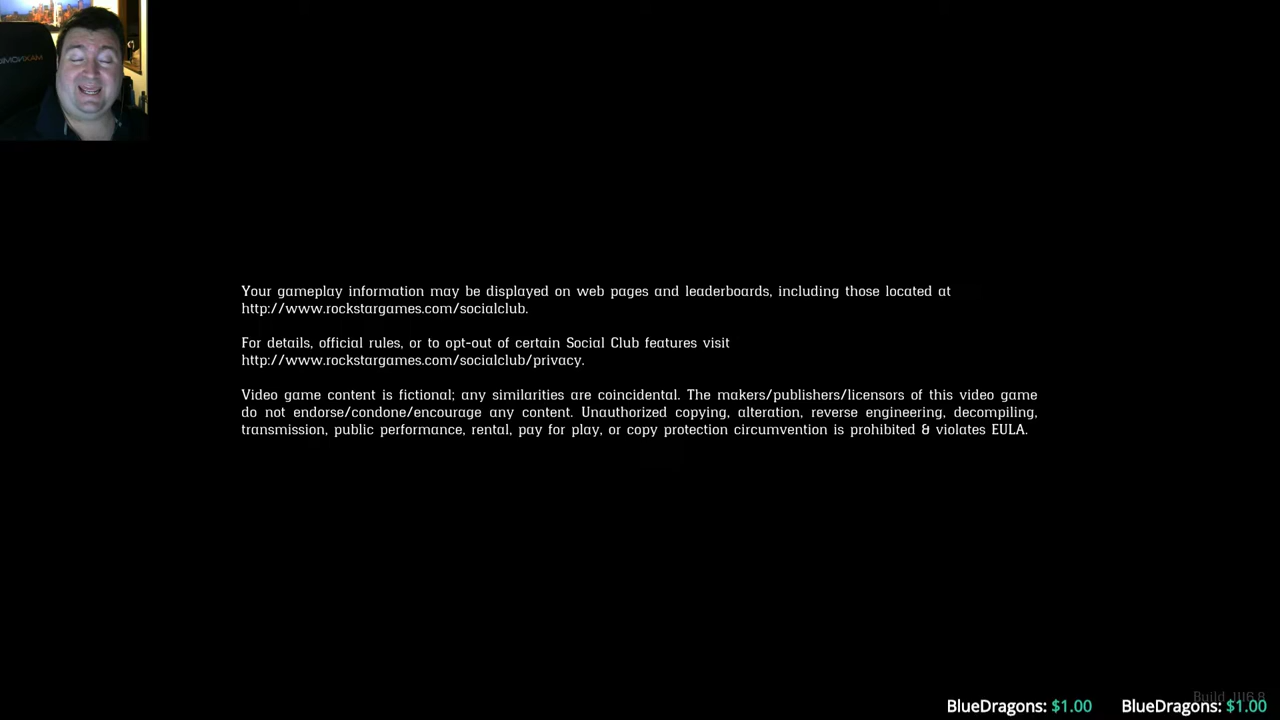 Your gameplay information may be displayed on web pages and leaderboards, including those located at
http://www.rockstargames.com/socialclub.
For details, official rules, or to opt-out of certain Social Club features visit
http://www.rockstargames.com/socialclub/privacy.
Video game content is fictional; any similarities are coincidental. The makers/publishers/licensors of this video game
do not endorse/condone/encourage any content. Unauthorized copying, alteration, reverse engineering, decompiling,
transmission, public performance, rental, pay for play, or copy protection circumvention is prohibited & violates EULA.
Build
BlueDragons: $1.00 BlueDragons: $1.00